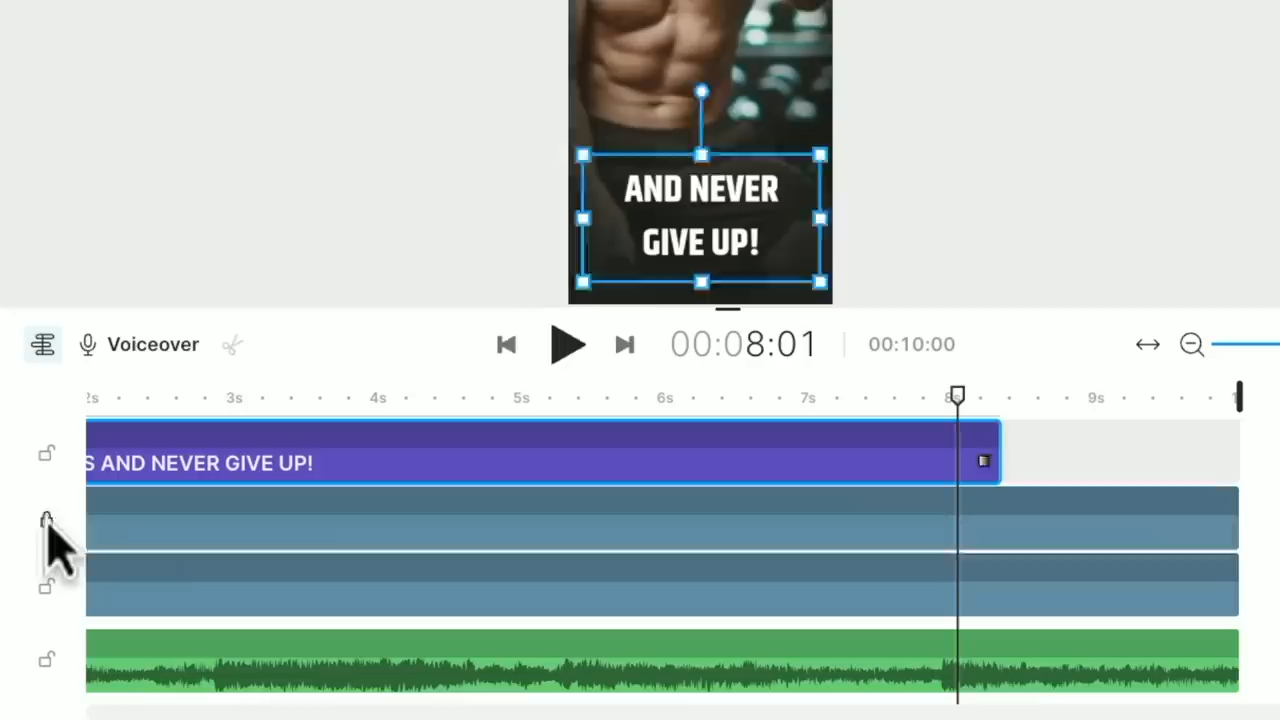 AND NEVER
GIVE UP!
Voiceover
00:08:01
00:10:00
2s
3s
4s
5s
6s
7s
8s
9s
S AND NEVER GIVE UP!